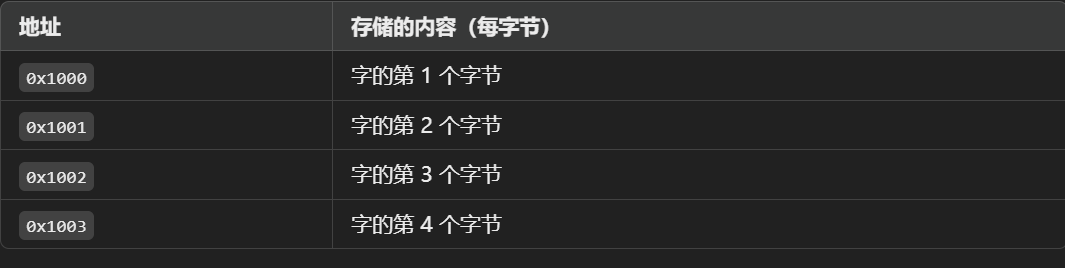 地址 存储的内容（每字节）
0x1000 字的第 1 个字节
0x1001 字的第 2 个字节
0x1002 字的第 3 个字节
0x1003 字的第 4 个字节